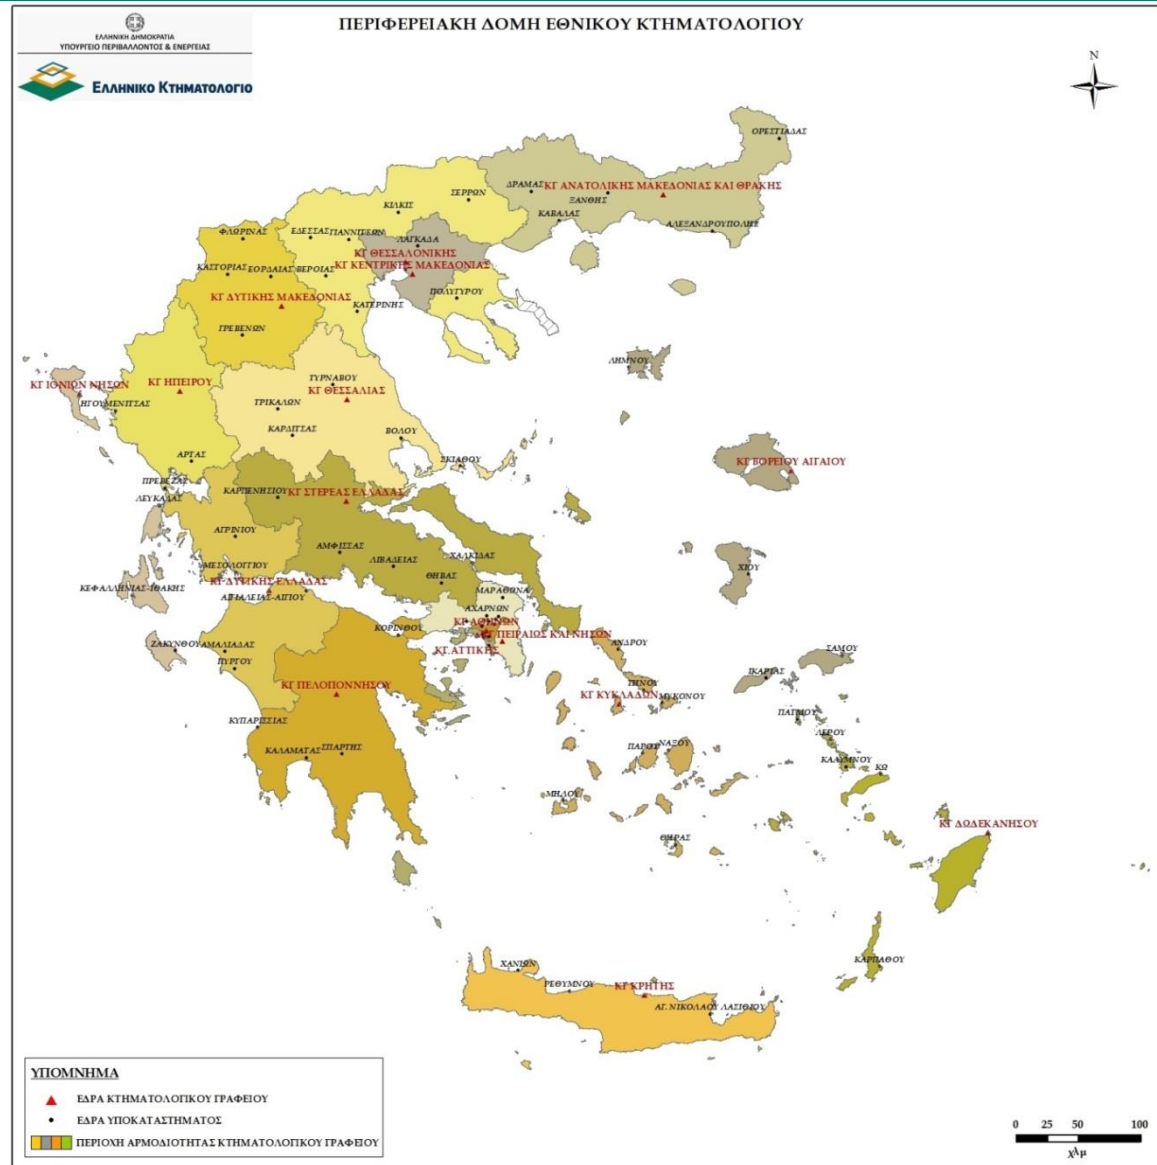 ΠΕΡΙΦΕΡΕΙΑΚΗ ΔΟΜΗ ΕΘΝΙΚΟΥ ΚΤΗΜΑΤΟΛΟΓΙΟΥ
ΕΛΛΗΝΙΚΗ ΔΗΜΟΚΡΑΤΙΑ
ΥΠΟΥΡΓΕΙΟ ΠΕΡΙΒΑΛΛΟΝΤΟΣ & ΕΝΕΡΓΕΙΑΣ
ΕΛΛΗΝΙΚΟ ΚΤΗΜΑΤΟΛΟΓΙΟ
N
ΟΡΕΣΤΙΑΔΑΣ
ΔΡΑΜΑΣ
ΚΓ ΑΝΑΤΟΛΙΚΗΣ ΜΑΚΕΔΟΝΙΑΣ ΚΑΙ ΘΡΑΚΗΣ
ΞΑΝΘΗΣ
ΣΕΡΡΩΝ
ΚΙΛΚΙΣ
ΚΑΒΑΛΑΣ
ΑΛΕΞΑΝΔΡΟΥΠΟΛΗΣ
ΦΛΩΡΙΝΑΣ
ΕΔΕΣΣΑΣ
ΓΙΑΝΝΙΤΣΩΝ
ΛΑΓΚΑΔΑ
ΚΓ ΘΕΣΣΑΛΟΝΙΚΗΣ
ΚΓ ΚΕΝΤΡΙΚΗΣ ΜΑΚΕΔΟΝΙΑΣ
ΚΑΣΤΟΡΙΑΣ
ΕΟΡΔΑΙΑΣ
ΒΕΡΟΙΑΣ
ΠΟΛΥΓΥΡΟΥ
ΚΓ ΔΥΤΙΚΗΣ ΜΑΚΕΔΟΝΙΑΣ
ΚΑΤΕΡΙΝΗΣ
ΓΡΕΒΕΝΩΝ
ΛΗΜΝΟΥ
ΚΓ ΙΟΝΙΩΝ ΝΗΣΩΝ
ΚΓ ΗΠΕΙΡΟΥ
ΤΥΡΝΑΒΟΥ
ΚΓ ΘΕΣΣΑΛΙΑΣ
ΗΓΟΥΜΕΝΙΤΣΑΣ
ΤΡΙΚΑΛΩΝ
ΚΑΡΔΙΤΣΑΣ
ΒΟΛΟΥ
ΑΡΤΑΣ
ΣΚΙΑΘΟΥ
ΚΓ ΒΟΡΕΙΟΥ ΑΙΓΑΙΟΥ
ΠΡΕΒΕΖΑΣ
ΚΑΡΠΕΝΗΣΙΟΥ
ΚΓ ΣΤΕΡΕΑΣ ΕΛΛΑΔΑΣ
ΛΕΥΚΑΔΑΣ
ΑΓΡΙΝΙΟΥ
ΑΜΦΙΣΣΑΣ
ΛΙΒΑΔΕΙΑΣ
ΧΑΛΚΙΔΑΣ
ΧΙΟΥ
ΜΕΣΟΛΟΓΓΙΟΥ
ΘΗΒΑΣ
ΚΓ ΔΥΤΙΚΗΣ ΕΛΛΑΔΑΣ
ΚΕΦΑΛΛΗΝΙΑΣ-ΙΘΑΚΗΣ
ΑΙΓΙΑΛΕΙΑΣ-ΑΙΓΙΟΥ
ΜΑΡΑΘΩΝΑ
ΑΧΑΡΝΩΝ
ΚΓ ΑΘΗΝΩΝ
ΚΟΡΙΝΘΟΥ
ΠΕΙΡΑΙΩΣ ΚΑΙ ΝΗΣΩΝ
ΚΓ ΑΤΤΙΚΗΣ
ΑΝΔΡΟΥ
ΖΑΚΥΝΘΟΥ
ΑΜΑΛΙΑΔΑΣ
ΣΑΜΟΥ
ΠΥΡΓΟΥ
ΙΚΑΡΙΑΣ
ΚΓ ΠΕΛΟΠΟΝΝΗΣΟΥ
ΤΗΝΟΥ
ΚΓ ΚΥΚΛΑΔΩΝ
ΜΥΚΟΝΟΥ
ΠΑΤΜΟΥ
ΚΥΠΑΡΙΣΣΙΑΣ
ΛΕΡΟΥ
ΚΑΛΑΜΑΤΑΣ
ΣΠΑΡΤΗΣ
ΠΑΡΟΥ
ΝΑΞΟΥ
ΚΑΛΥΜΝΟΥ
ΚΩ
ΜΗΛΟΥ
ΚΓ ΔΩΔΕΚΑΝΗΣΟΥ
ΘΗΡΑΣ
ΚΑΡΠΑΘΟΥ
ΧΑΝΙΩΝ
ΡΕΘΥΜΝΟΥ
ΚΓ ΚΡΗΤΗΣ
ΑΓ. ΝΙΚΟΛΑΟΥ ΛΑΣΙΘΙΟΥ
ΥΠΟΜΝΗΜΑ
ΕΔΡΑ ΚΤΗΜΑΤΟΛΟΓΙΚΟΥ ΓΡΑΦΕΙΟΥ
ΕΔΡΑ ΥΠΟΚΑΤΑΣΤΗΜΑΤΟΣ
ΠΕΡΙΟΧΗ ΑΡΜΟΔΙΟΤΗΤΑΣ ΚΤΗΜΑΤΟΛΟΓΙΚΟΥ ΓΡΑΦΕΙΟΥ
0 25 50 100
χλμ